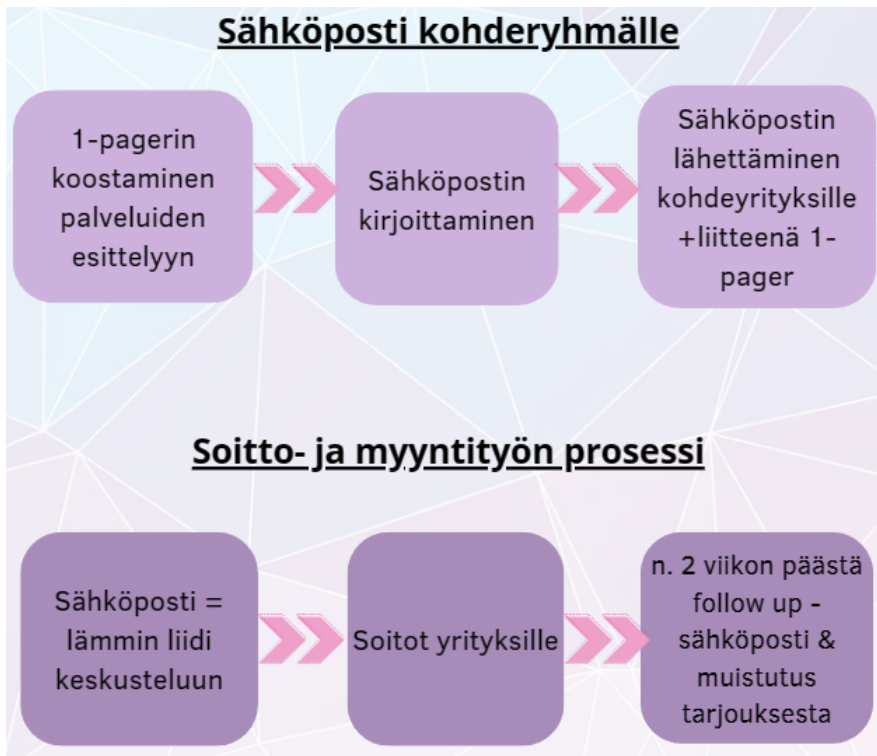 Sähköposti kohderyhmälle
1-pagerin
koostaminen
palveluiden
esittelyyn
Sähköpostin
kirjoittaminen
Sähköpostin
lähettäminen
kohdeyrityksille
+liitteenä 1-
pager
Soitto- ja myyntityön prosessi
Sähköposti =
lämmin liidi
keskusteluun
Soitot yrityksille
n. 2 viikon päästä
follow up -
sähköposti &
muistutus
tarjouksesta